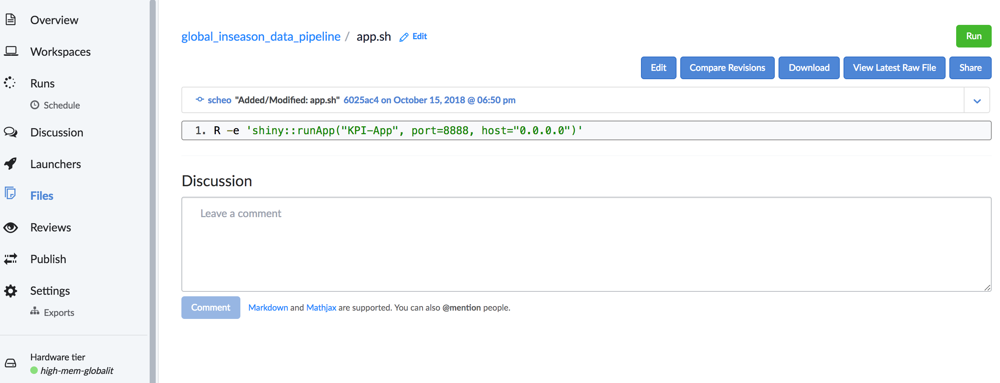 Overview
Workspaces
Runs
Schedule
Discussion
Launchers
Files
Reviews
Publish
Settings
Exports
Hardware tier
high-mem-globalit
global_inseason_data_pipeline / app.sh Edit
Run
Edit Compare Revisions Download View Latest Raw File Share
scheo "Added/Modified: app.sh" 6025ac4 on October 15, 2018 @ 06:50 pm
1. R -e 'shiny::runApp("KPI-App", port=8888, host="0.0.0.0")'
Discussion
Leave a comment
Comment Markdown and Mathjax are supported. You can also @mention people.